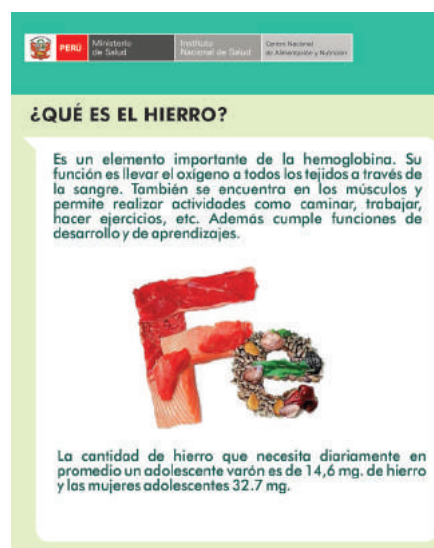 PERÚ
Ministerio
de Salud
Instituto
Nacional de Salud
Centro Nacional
de Alimentación y Nutrición
¿QUÉ ES EL HIERRO?
Es un elemento importante de la hemoglobina. Su
función es llevar el oxígeno a todos los tejidos a través de
la sangre. También se encuentra en los músculos y
permite realizar actividades como caminar, trabajar,
hacer ejercicios, etc. Además cumple funciones de
desarrollo y de aprendizajes.
Fe
La cantidad de hierro que necesita diariamente en
promedio un adolescente varón es de 14,6 mg. de hierro
y las mujeres adolescentes 32.7 mg.